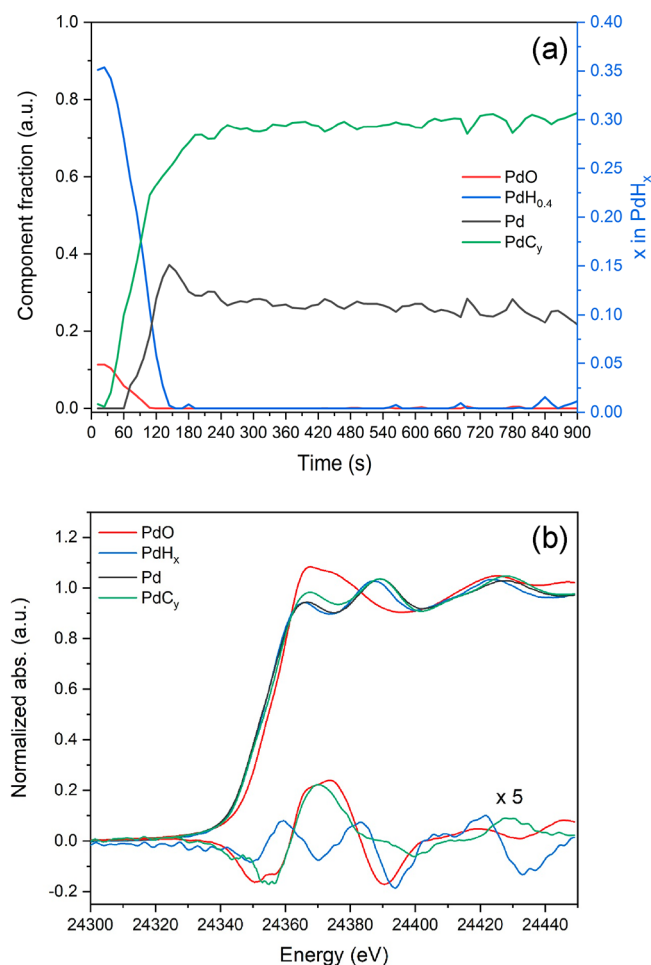 (a)
1.0
0.8
0.6
0.4
0.2
0.0
Component fraction (a.u.)
0.40
0.35
0.30
0.25
0.20
0.15
0.10
0.05
0.00
x in PdHₓ
PdO
PdH₀.₄
Pd
PdCᵧ
0 60 120 180 240 300 360 420 480 540 600 660 720 780 840 900
Time (s)
(b)
1.2
1.0
0.8
0.6
0.4
0.2
0.0
-0.2
Normalized abs. (a.u.)
PdO
PdHₓ
Pd
PdCᵧ
x 5
24300 24320 24340 24360 24380 24400 24420 24440
Energy (eV)